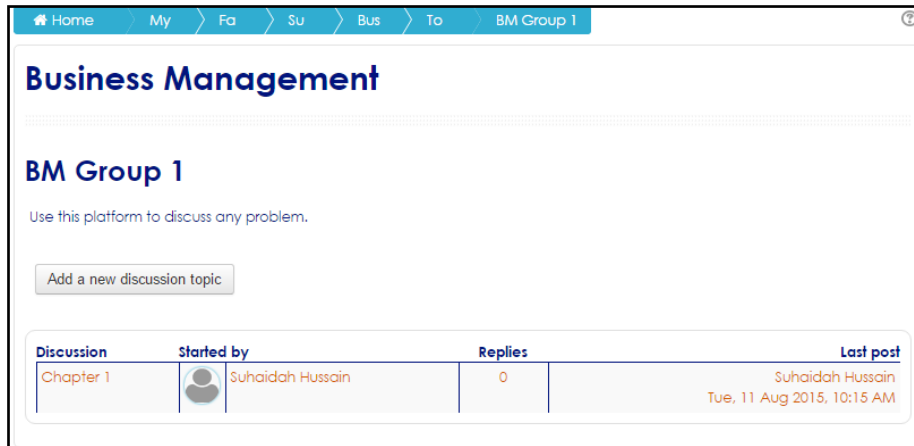 Home My Fa Su Bus To BM Group 1
Business Management
BM Group 1
Use this platform to discuss any problem.
Add a new discussion topic
Discussion Started by Replies Last post
Chapter 1 Suhaidah Hussain 0 Suhaidah Hussain
Tue, 11 Aug 2015, 10:15 AM